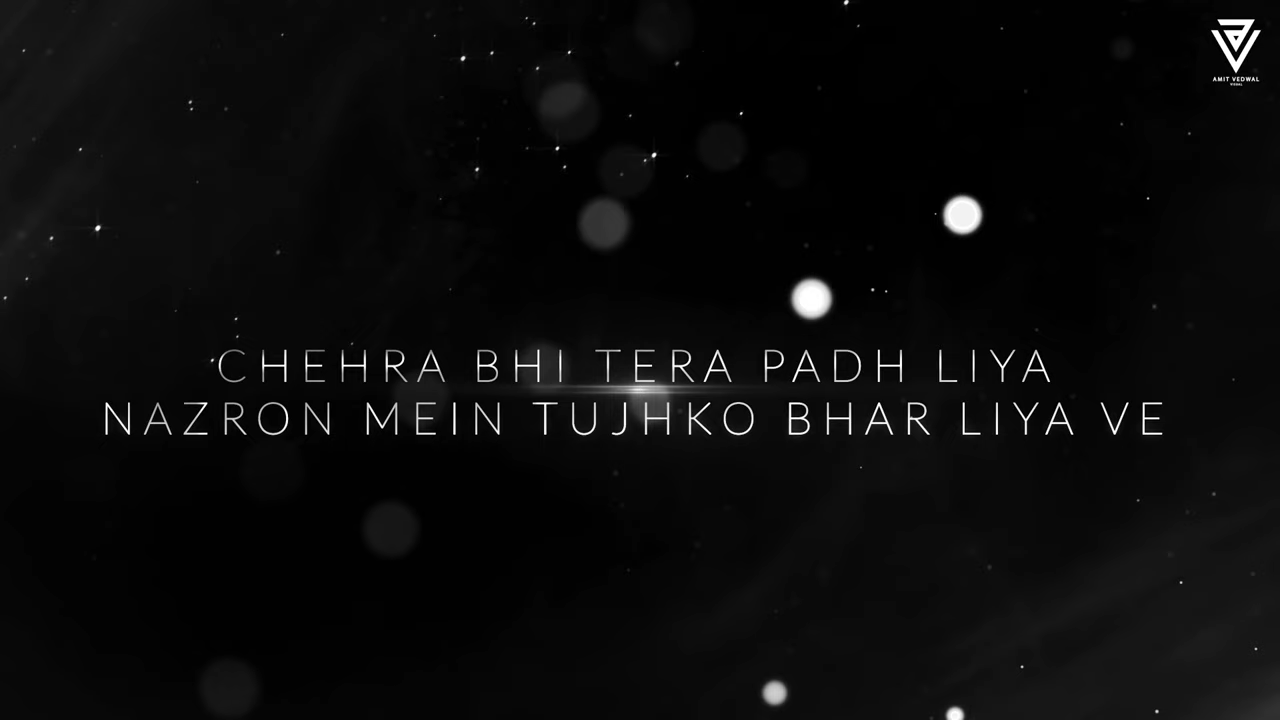 AMIT VEDWAL
CHEHRA BHI TERA PADH LIYA
NAZRON MEIN TUJHKO BHAR LIYA VE